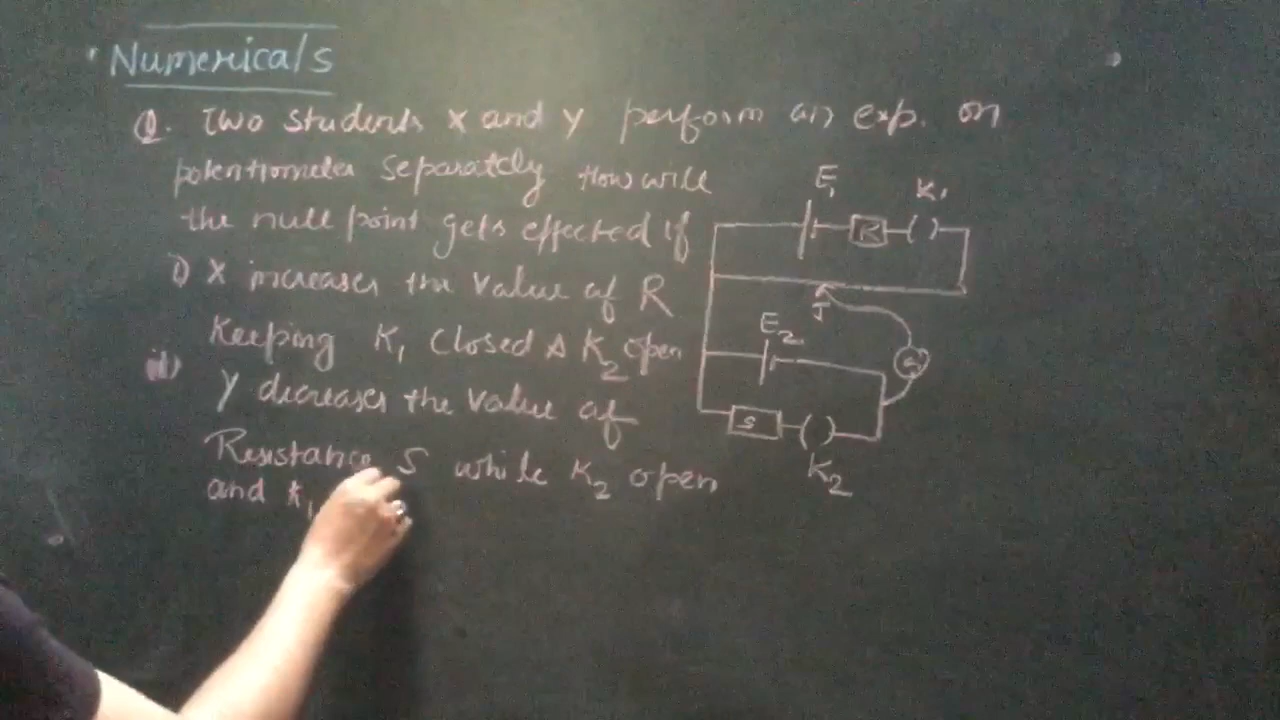 Numericals
Q. Two students X and Y perform an exp. on
potentiometer separately How will
the null point gets effected if
i) X increases the value of R
Keeping K1 closed & K2 open
ii) Y decreases the value of
Resistance S while K2 open
and K1
E1
K1
R
J
E2
G
S
K2